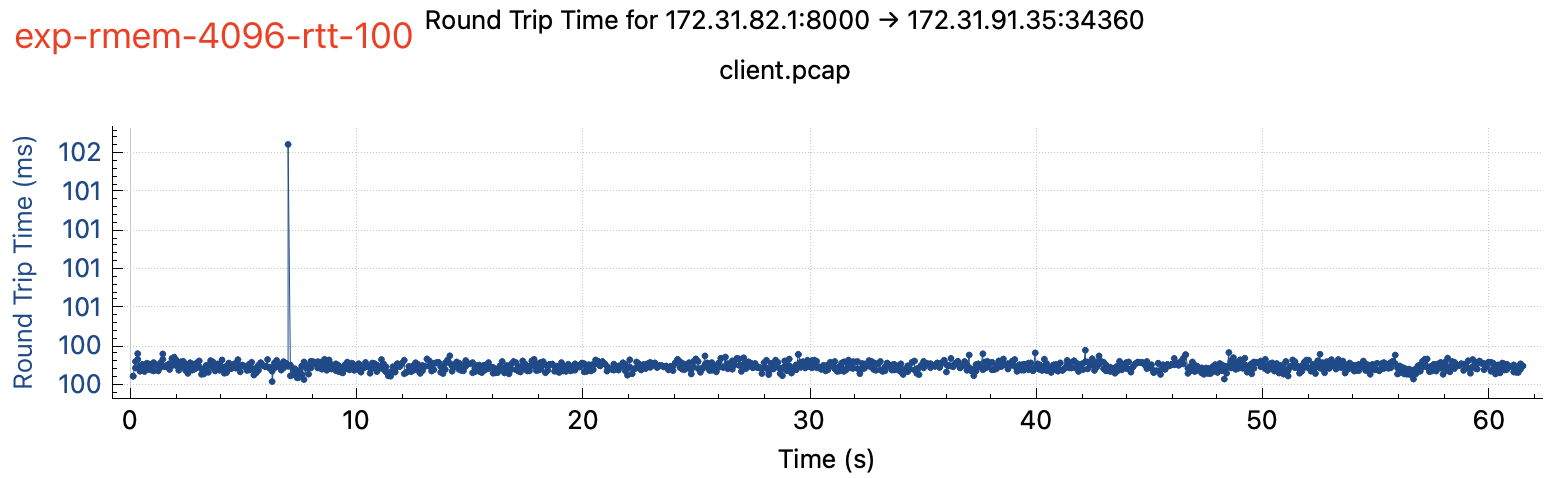 exp-rmem-4096-rtt-100
Round Trip Time for 172.31.82.1:8000 → 172.31.91.35:34360
client.pcap
Round Trip Time (ms)
102
101
101
101
101
100
100
0 10 20 30 40 50 60
Time (s)